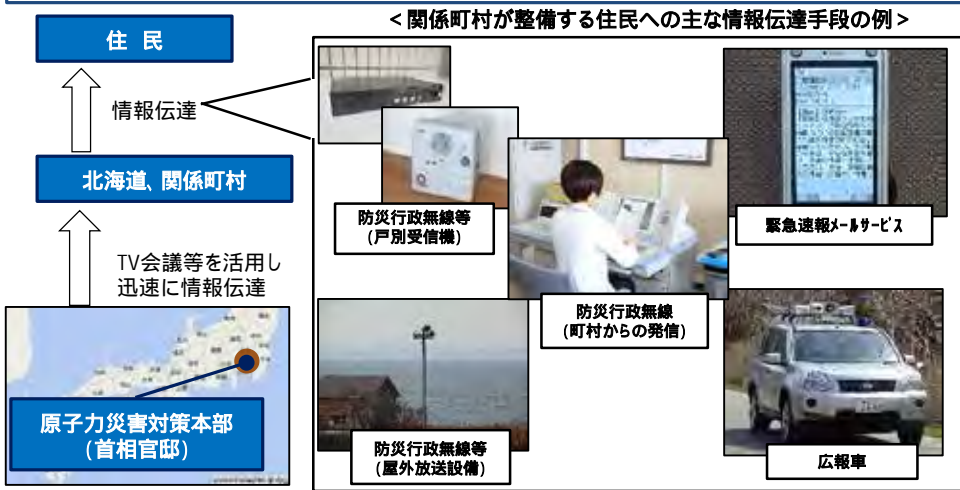 ＜関係町村が整備する住民への主な情報伝達手段の例＞
住 民
情報伝達
北海道、関係町村
TV会議等を活用し
迅速に情報伝達
原子力災害対策本部
(首相官邸)
防災行政無線等
(戸別受信機)
防災行政無線
(町村からの発信)
緊急速報ﾒｰﾙｻｰﾋﾞｽ
防災行政無線等
(屋外放送設備)
広報車